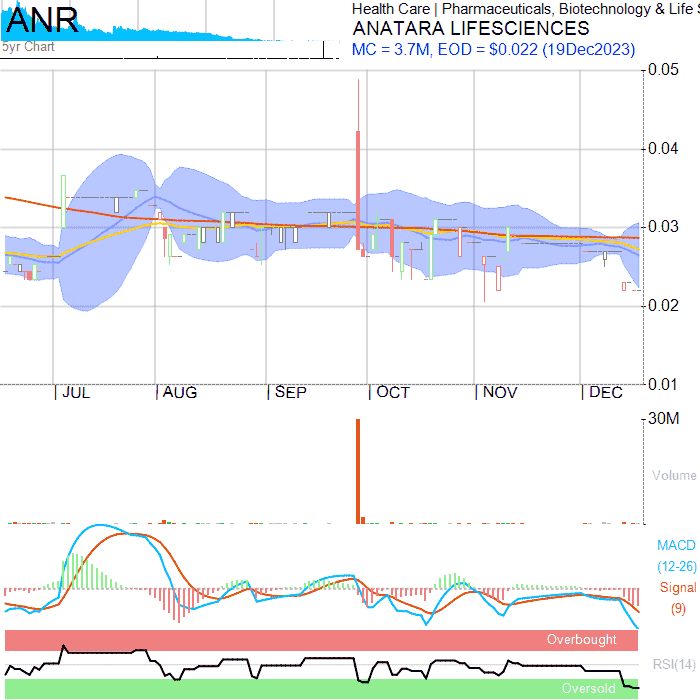 ANR
5yr Chart
Health Care | Pharmaceuticals, Biotechnology & Life S
ANATARA LIFESCIENCES
MC = 3.7M, EOD = $0.022 (19Dec2023)
0.05
0.04
0.03
0.02
0.01
JUL AUG SEP OCT NOV DEC
30M
Volume
MACD
(12-26)
Signal
(9)
Overbought
RSI(14)
Oversold